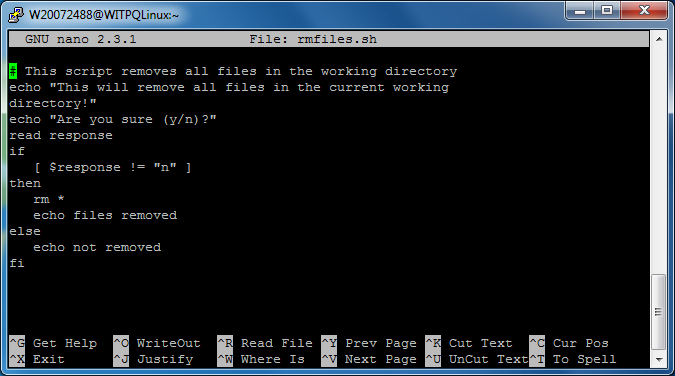 W20072488@WITPQLinux:~
GNU nano 2.3.1 File: rmfiles.sh
# This script removes all files in the working directory
echo "This will remove all files in the current working
directory!"
echo "Are you sure (y/n)?"
read response
if
   [ $response != "n" ]
then
   rm *
   echo files removed
else
   echo not removed
fi
^G Get Help ^O WriteOut ^R Read File ^Y Prev Page ^K Cut Text ^C Cur Pos
^X Exit ^J Justify ^W Where Is ^V Next Page ^U UnCut Text ^T To Spell